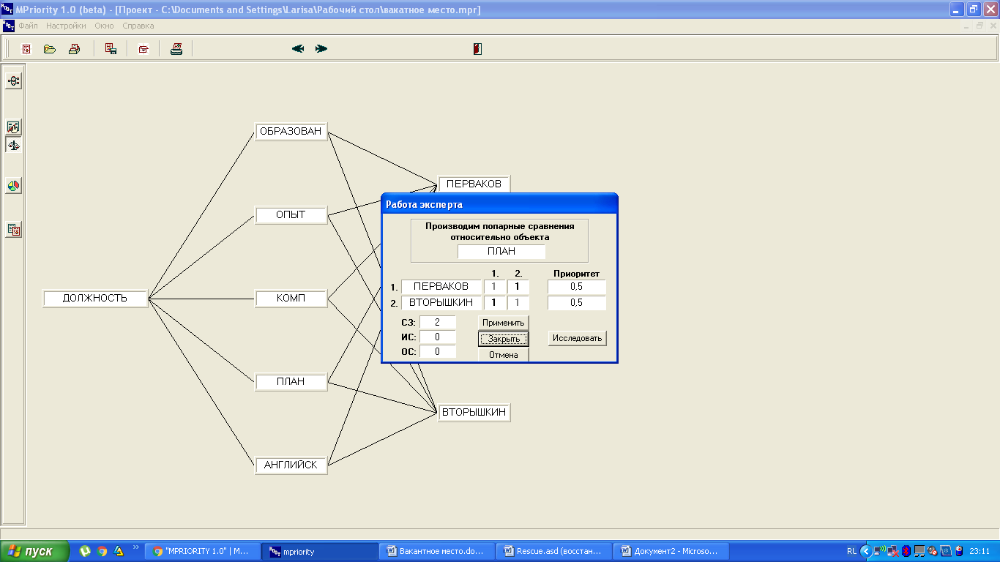 MPriority 1.0 (beta) - [Проект - C:\Documents and Settings\Larisa\Рабочий стол\вакатное место.mpr]
Файл Настройки Окно Справка
ОБРАЗОВАН
ПЕРВАКОВ
ОПЫТ
ДОЛЖНОСТЬ
КОМП
ПЛАН
ВТОРЫШКИН
АНГЛИЙСК
Работа эксперта
Производим попарные сравнения
относительно объекта
ПЛАН
1. 2. Приоритет
1. ПЕРВАКОВ 1 1 0,5
2. ВТОРЫШКИН 1 1 0,5
СЗ: 2 Применить
ИС: 0 Закрыть Исследовать
ОС: 0 Отмена
пуск "MPRIORITY 1.0" | M... mpriority Вакантное место.do... Rescue.asd (восстан... Документ2 - Microso... RL 23:11